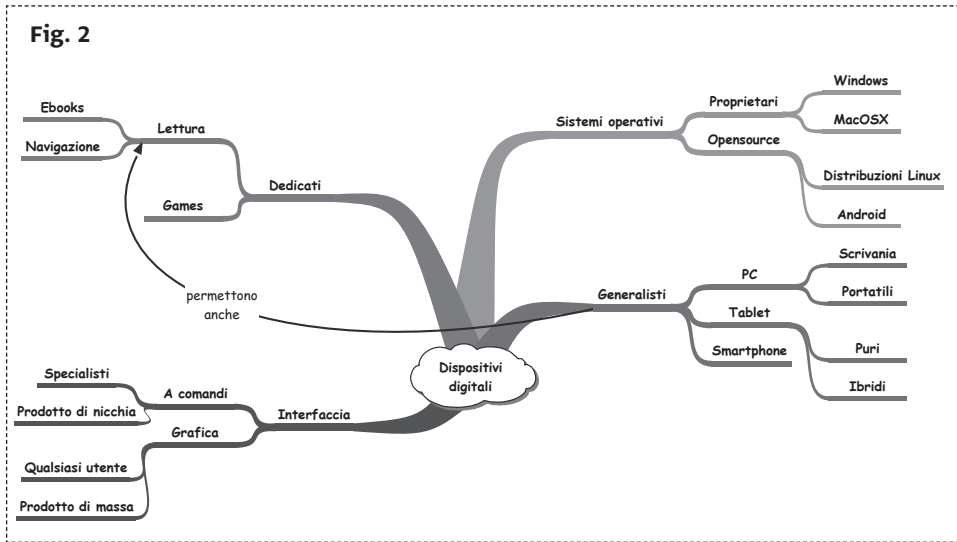 Fig. 2
Ebooks
Navigazione
Lettura
Games
Dedicati
permettono
anche
Sistemi operativi
Proprietari
Windows
MacOSX
Opensource
Distribuzioni Linux
Android
Generalisti
PC
Scrivania
Portatili
Tablet
Puri
Ibridi
Smartphone
Dispositivi
digitali
Interfaccia
A comandi
Specialisti
Prodotto di nicchia
Grafica
Qualsiasi utente
Prodotto di massa